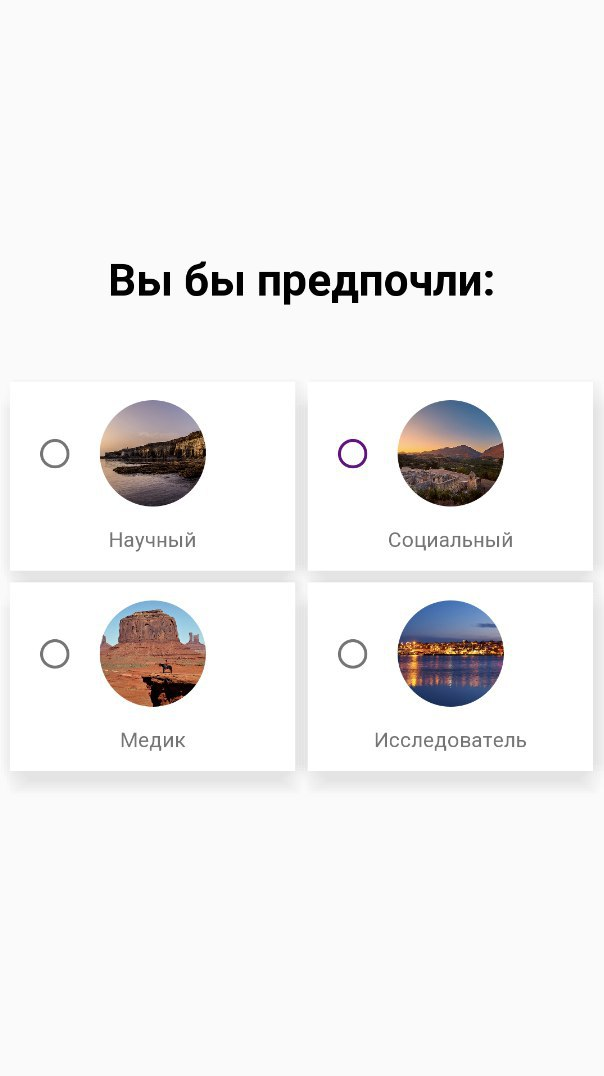 Вы бы предпочли:
Научный
Социальный
Медик
Исследователь